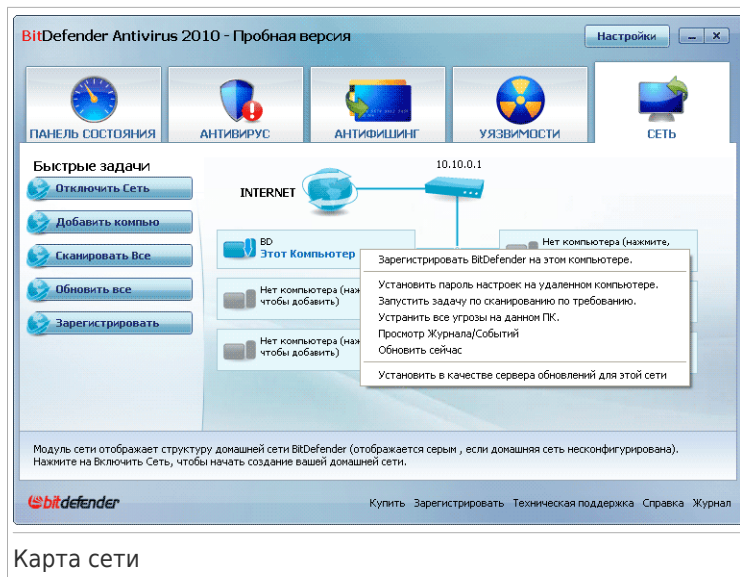 BitDefender Antivirus 2010 - Пробная версия
Настройки
ПАНЕЛЬ СОСТОЯНИЯ
АНТИВИРУС
АНТИФИШИНГ
УЯЗВИМОСТИ
СЕТЬ
Быстрые задачи
Отключить Сеть
Добавить компью
Сканировать Все
Обновить все
Зарегистрировать
10.10.0.1
INTERNET
BD
Этот Компьютер
Нет компьютера (нажмите,
Нет компьютера (наж
чтобы добавить)
Нет компьютера (наж
чтобы добавить)
Зарегистрировать BitDefender на этом компьютере.
Установить пароль настроек на удаленном компьютере.
Запустить задачу по сканированию по требованию.
Устранить все угрозы на данном ПК.
Просмотр Журнала/Событий
Обновить сейчас
Установить в качестве сервера обновлений для этой сети
Модуль сети отображает структуру домашней сети BitDefender (отображается серым , если домашняя сеть несконфигурирована).
Нажмите на Включить Сеть, чтобы начать создание вашей домашней сети.
bitdefender
Купить Зарегистрировать Техническая поддержка Справка Журнал
Карта сети